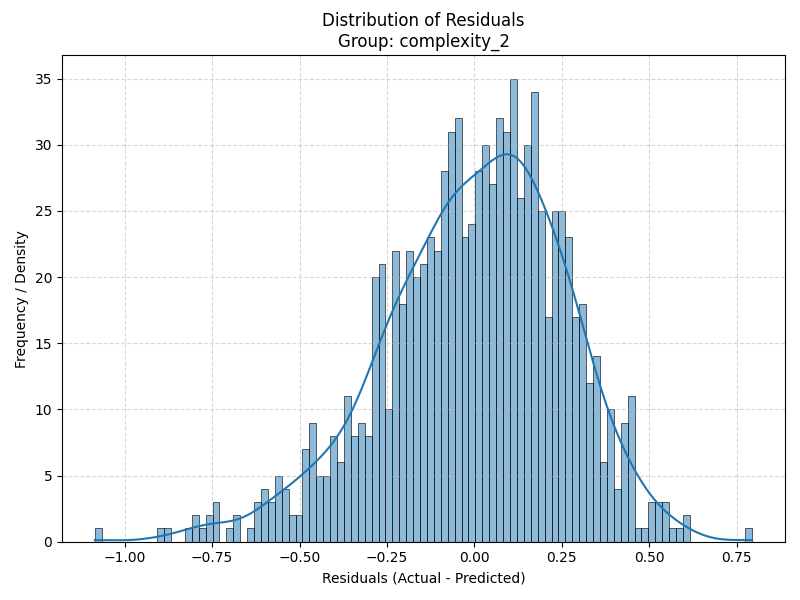 Distribution of Residuals
Group: complexity_2
Frequency / Density
35
30
25
20
15
10
5
0
−1.00 −0.75 −0.50 −0.25 0.00 0.25 0.50 0.75
Residuals (Actual - Predicted)